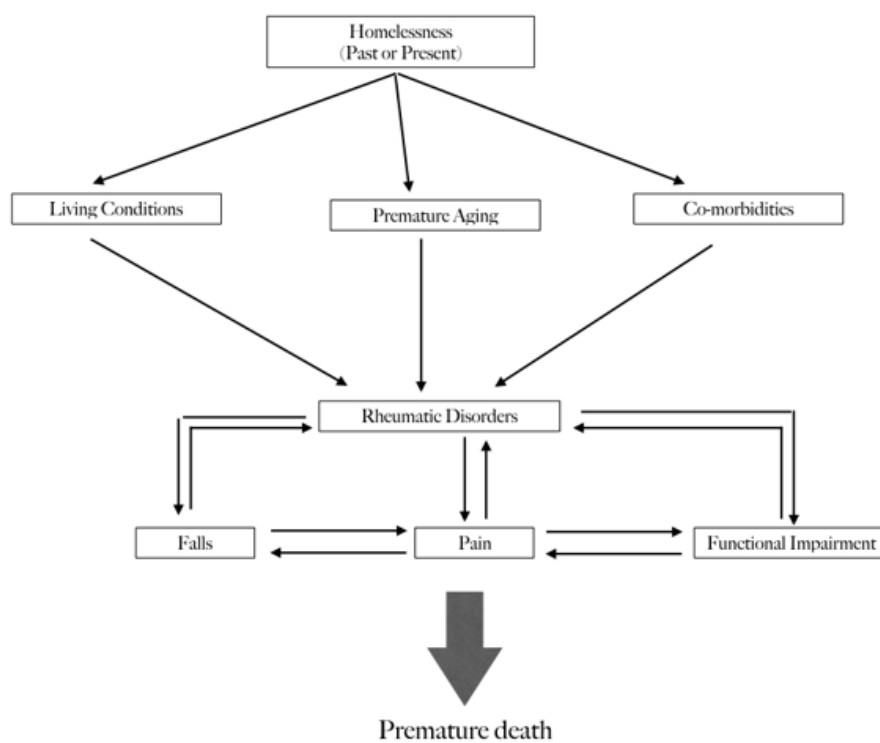 Homelessness
(Past or Present)
Living Conditions
Premature Aging
Co-morbidities
Rheumatic Disorders
Falls
Pain
Functional Impairment
Premature death